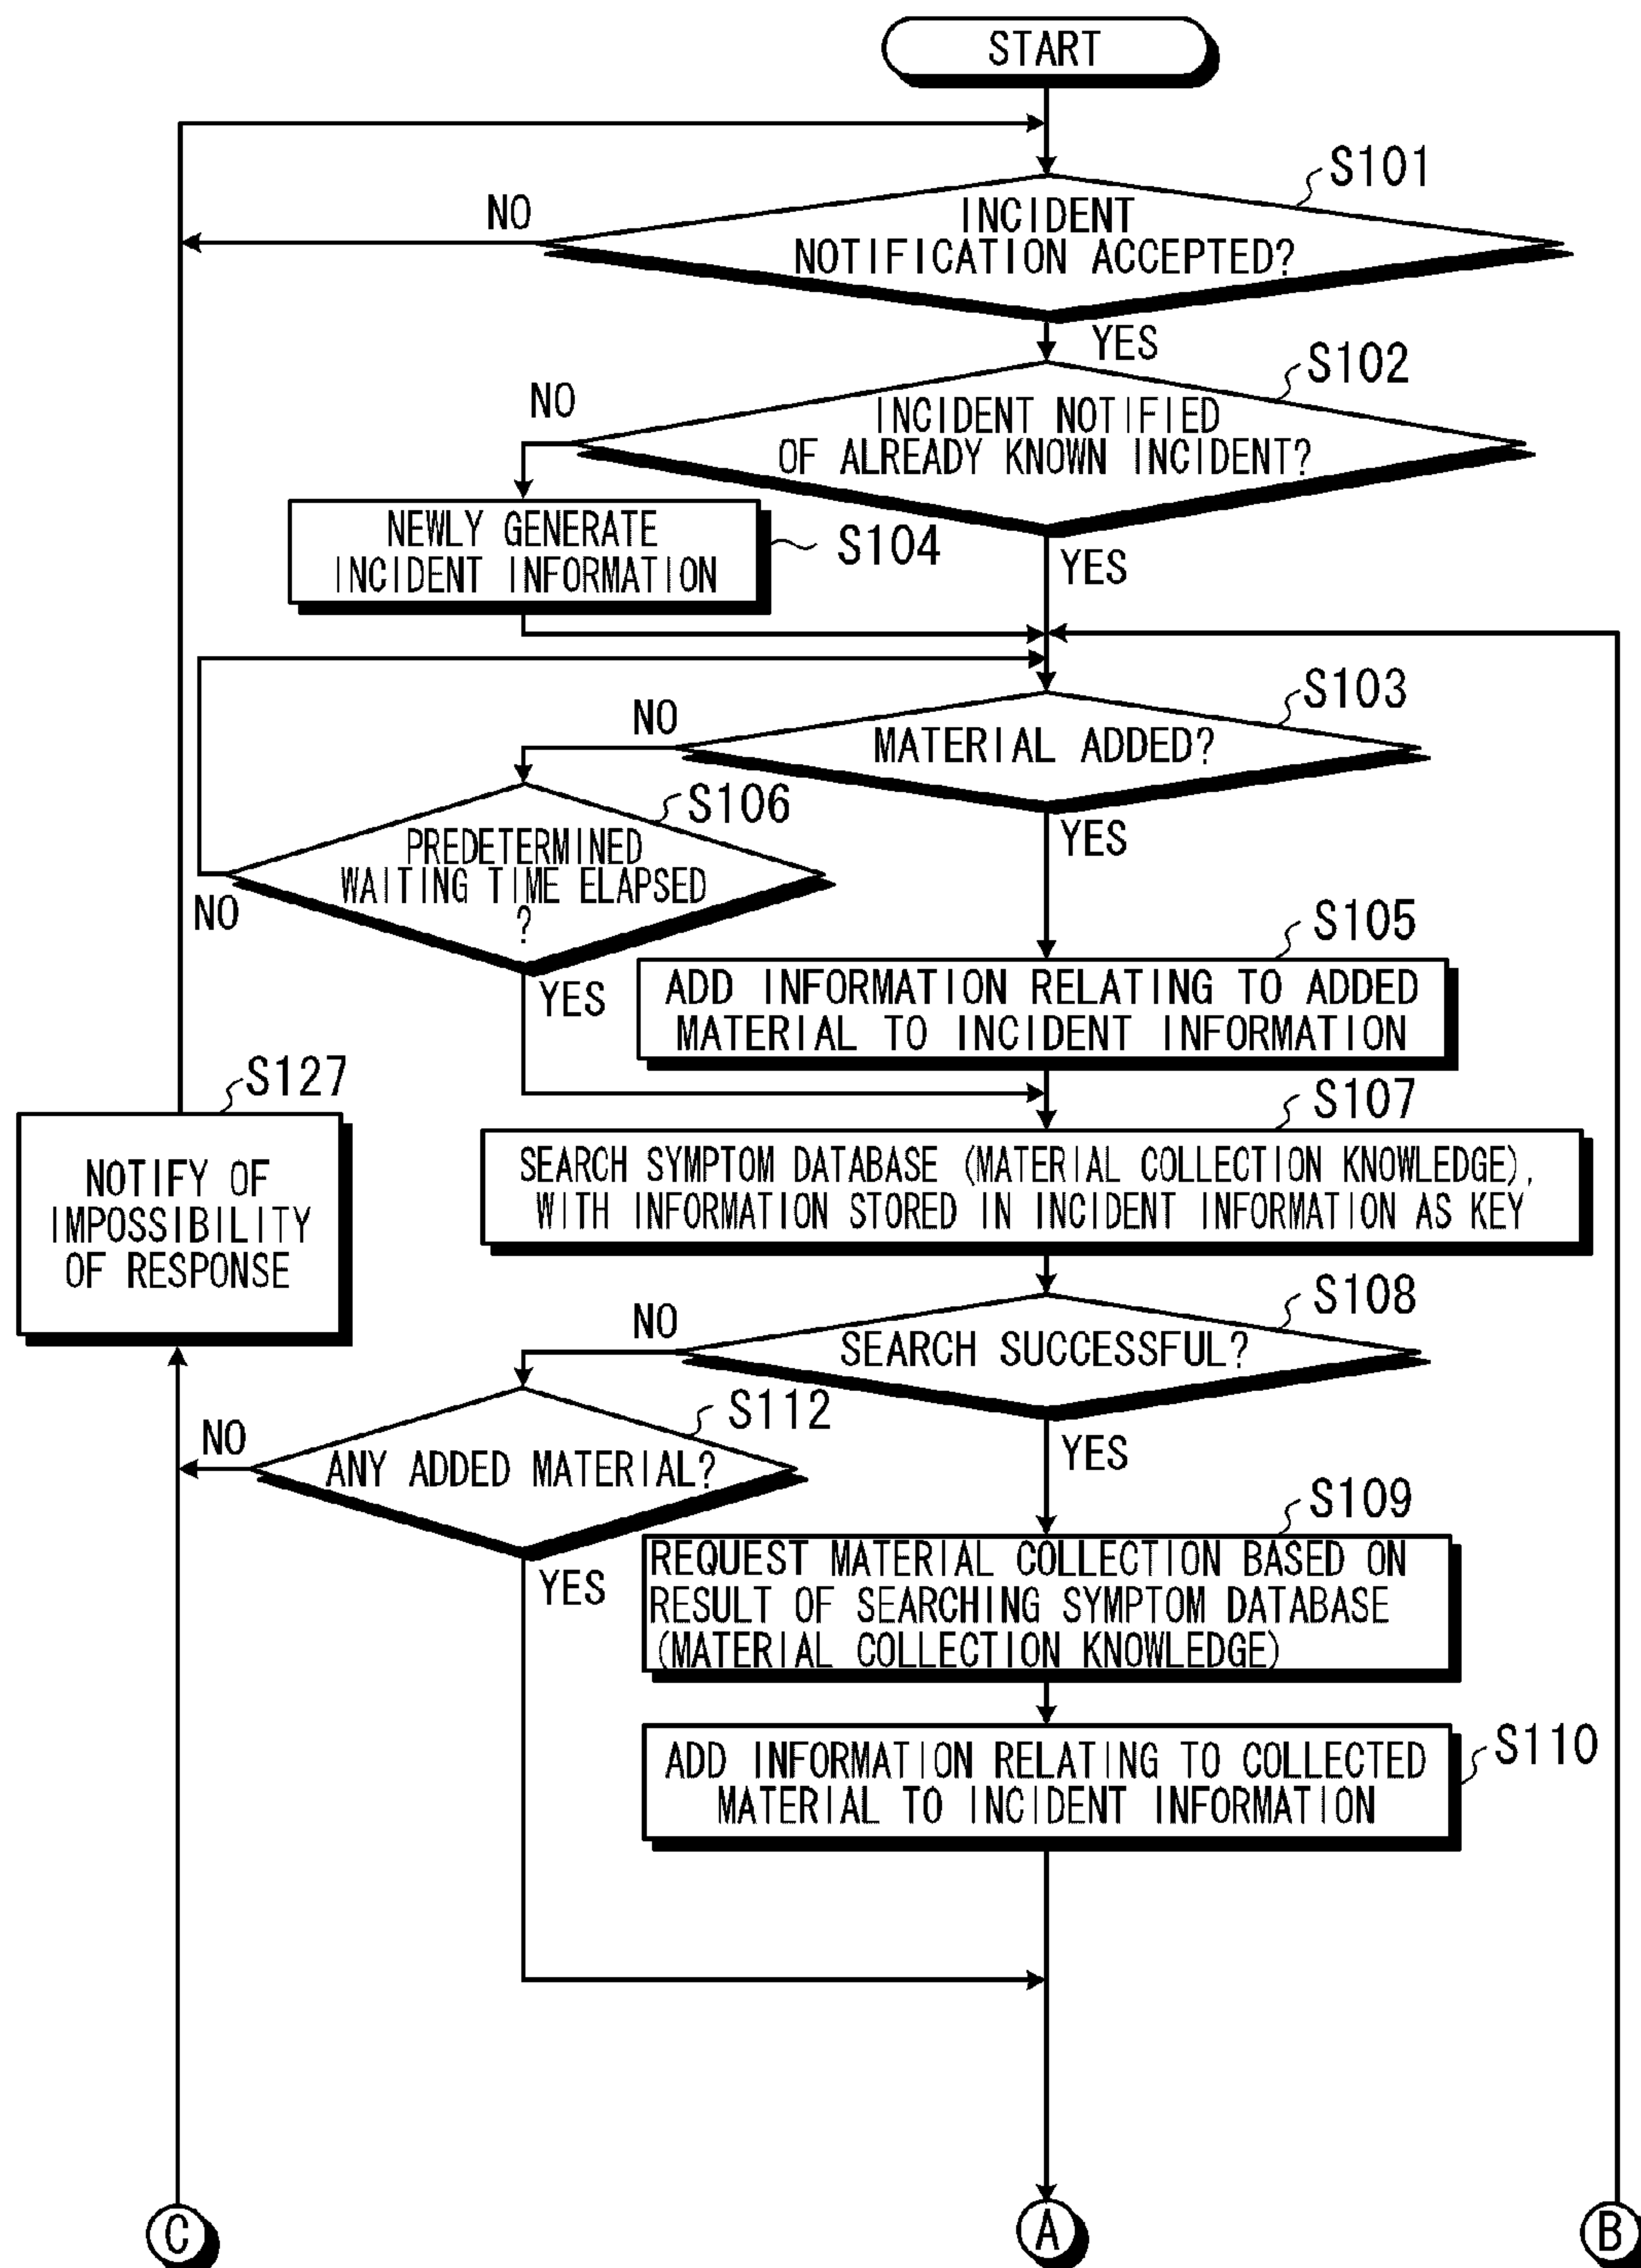 START
S101
NO
INCIDENT
NOTIFICATION ACCEPTED?
YES
S102
NO
INCIDENT NOTIFIED
OF ALREADY KNOWN INCIDENT?
NEWLY GENERATE
INCIDENT INFORMATION
S104
YES
S103
NO
MATERIAL ADDED?
S106
YES
PREDETERMINED
WAITING TIME ELAPSED
?
NO
S105
YES
ADD INFORMATION RELATING TO ADDED
MATERIAL TO INCIDENT INFORMATION
S127
S107
NOTIFY OF
IMPOSSIBILITY
OF RESPONSE
SEARCH SYMPTOM DATABASE (MATERIAL COLLECTION KNOWLEDGE),
WITH INFORMATION STORED IN INCIDENT INFORMATION AS KEY
S108
NO
SEARCH SUCCESSFUL?
S112
NO
ANY ADDED MATERIAL?
YES
S109
YES
REQUEST MATERIAL COLLECTION BASED ON
RESULT OF SEARCHING SYMPTOM DATABASE
(MATERIAL COLLECTION KNOWLEDGE)
S110
ADD INFORMATION RELATING TO COLLECTED
MATERIAL TO INCIDENT INFORMATION
C
A
B